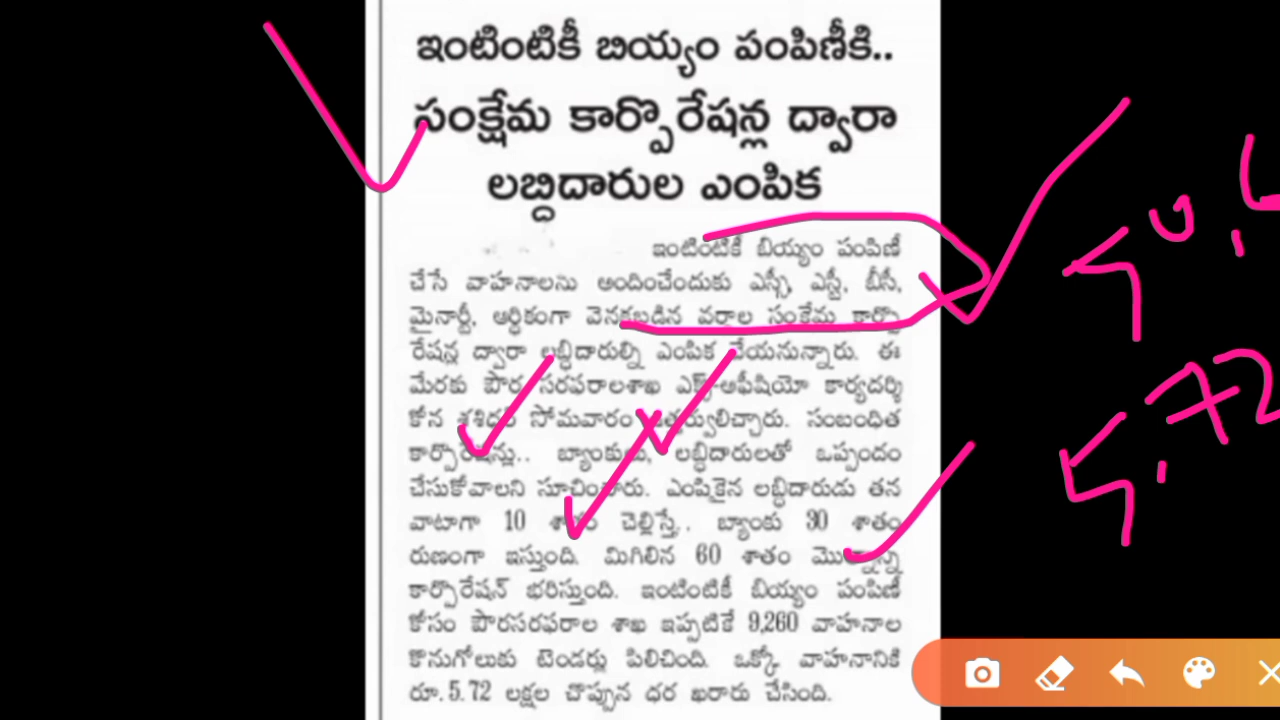 ఇంటింటికీ బియ్యం పంపిణీకి..
సంక్షేమ కార్పొరేషన్ల ద్వారా
లబ్దిదారుల ఎంపిక
ఇంటింటికీ బియ్యం పంపిణీ
చేసే వాహనాలను అందించేందుకు ఎస్సీ, ఎస్టీ, బీసీ,
మైనార్టీ, ఆర్థికంగా వెనకబడిన వర్గాల సంక్షేమ కార్పొ
రేషన్ల ద్వారా లబ్ధిదారుల్ని ఎంపిక చేయనున్నారు. ఈ
మేరకు పౌర సరఫరాలశాఖ ఎక్స్-అఫీషియో కార్యదర్శి
కోన శశిధర్ సోమవారం ఉత్తర్వులిచ్చారు. సంబంధిత
కార్పొరేషన్లు.. బ్యాంకులు, లబ్ధిదారులతో ఒప్పందం
చేసుకోవాలని సూచించారు. ఎంపికైన లబ్ధిదారుడు తన
వాటాగా 10 శాతం చెల్లిస్తే.. బ్యాంకు 30 శాతం
రుణంగా ఇస్తుంది. మిగిలిన 60 శాతం మొత్తాన్ని
కార్పొరేషన్ భరిస్తుంది. ఇంటింటికీ బియ్యం పంపిణీ
కోసం పౌరసరఫరాల శాఖ ఇప్పటికే 9,260 వాహనాల
కొనుగోలుకు టెండర్లు పిలిచింది. ఒక్కో వాహనానికి
రూ.5.72 లక్షల చొప్పున ధర ఖరారు చేసింది.
5.72